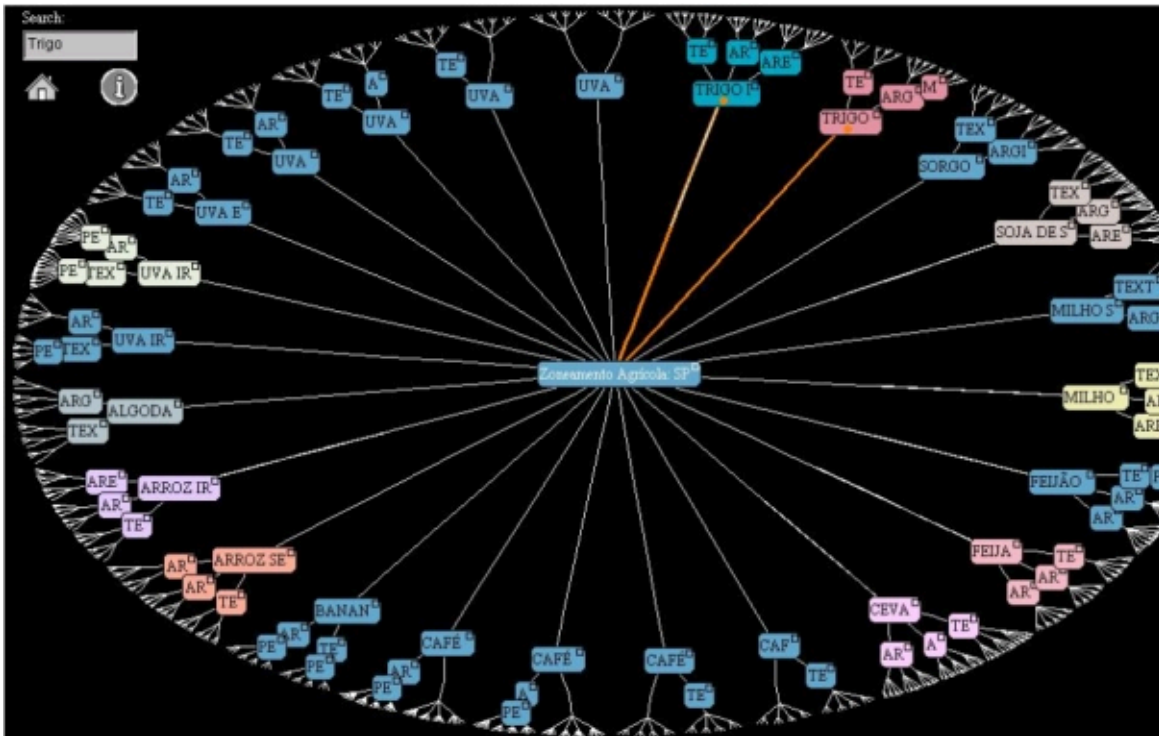 Search:
Trigo
TE
AR
ARE
TRIGO I
TE
ARG
M
TRIGO
TEX
ARGI
SORGO
TEX
ARG
ARE
SOJA DE S
TEXT
MILHO S
ARG
TEX
MILHO
AR
ARE
TE
FEIJÃO
AR
AR
FEIJA
TE
AR
AR
CEVA
TE
A
AR
CAF
TE
CAFÉ
TE
CAFÉ
A
PE
CAFÉ
AR
PE
BANAN
AR
TE
PE
PE
ARROZ SE
AR
AR
TE
ARROZ IR
ARE
AR
TE
ALGODA
ARG
TEX
UVA IR
AR
TEX
PE
UVA IR
PE
AR
PE
TEX
UVA E
AR
TE
UVA
AR
TE
UVA
A
TE
UVA
TE
UVA
Zoneamento Agrícola: SP